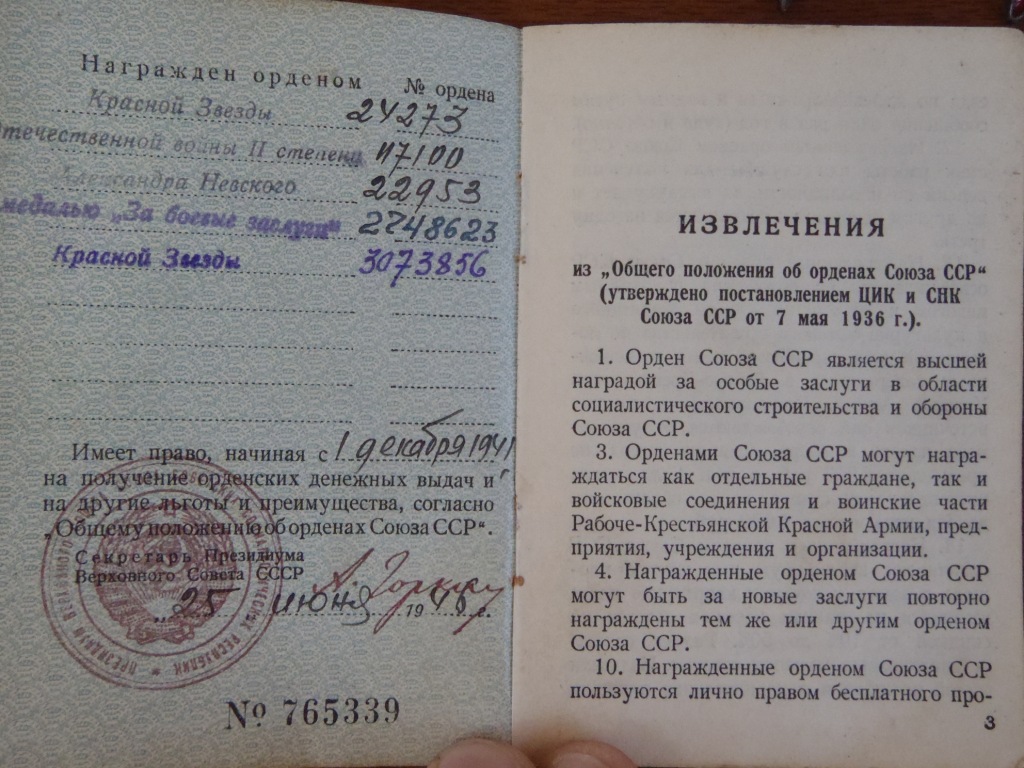 Награжден орденом № ордена
Красной Звезды 24273
Отечественной войны II степени 117100
Александра Невского 22953
медалью „За боевые заслуги" 2248623
Красной Звезды 3073856
Имеет право, начиная с 1 декабря 1941
на получение орденских денежных выдач и
на другие льготы и преимущества, согласно
„Общему положению об орденах Союза ССР".
Секретарь Президиума
Верховного Совета СССР
„25 июня 1948 г.
№ 765339
ИЗВЛЕЧЕНИЯ
из „Общего положения об орденах Союза ССР"
(утверждено постановлением ЦИК и СНК
Союза ССР от 7 мая 1936 г.).
1. Орден Союза ССР является высшей
наградой за особые заслуги в области
социалистического строительства и обороны
Союза ССР.
3. Орденами Союза ССР могут награ-
ждаться как отдельные граждане, так и
войсковые соединения и воинские части
Рабоче-Крестьянской Красной Армии, пред-
приятия, учреждения и организации.
4. Награжденные орденом Союза ССР
могут быть за новые заслуги повторно
награждены тем же или другим орденом
Союза ССР.
10. Награжденные орденом Союза ССР
пользуются лично правом бесплатного про-
3